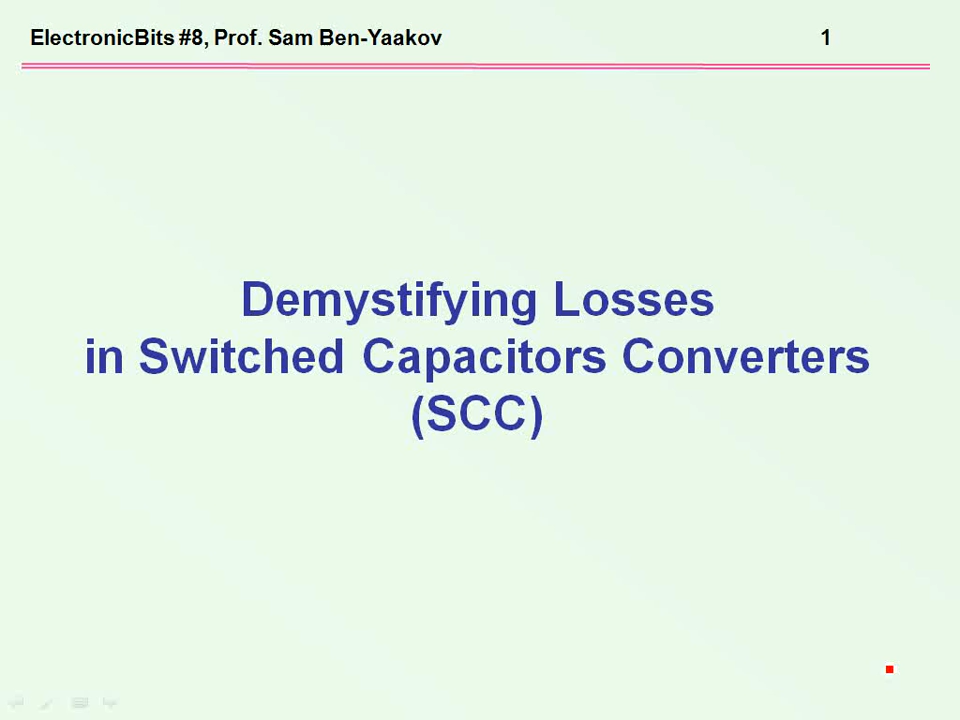 ElectronicBits #8, Prof. Sam Ben-Yaakov 1
Demystifying Losses
in Switched Capacitors Converters
(SCC)